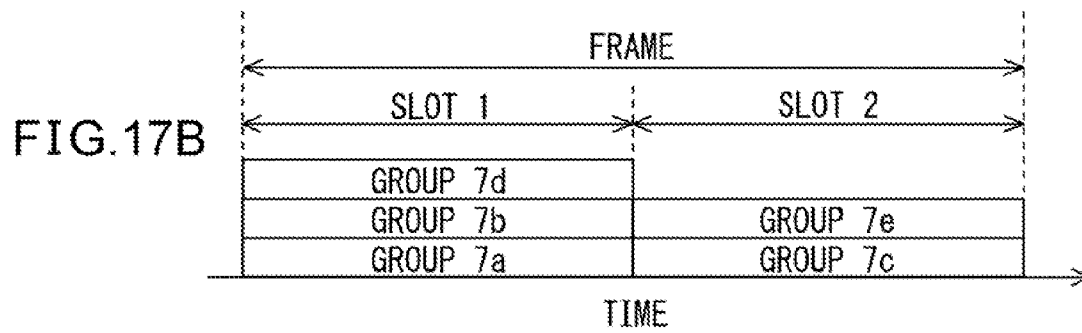 FRAME
SLOT 1 SLOT 2
FIG.17B
GROUP 7d
GROUP 7b GROUP 7e
GROUP 7a GROUP 7c
TIME